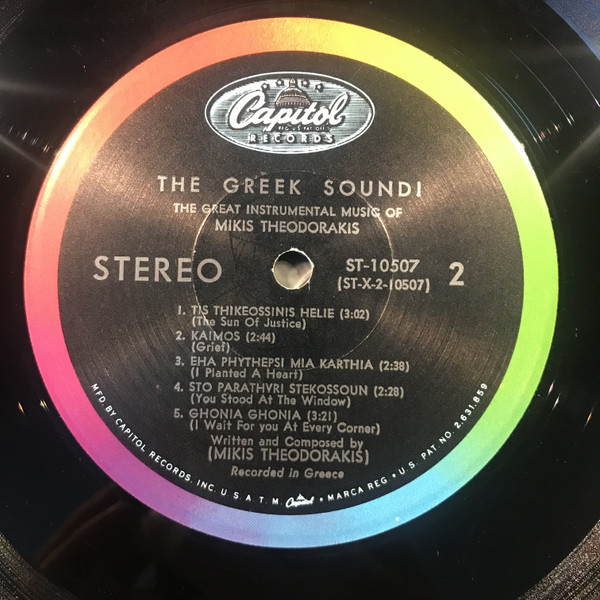 Capitol
REG. U.S. PAT. OFF.
RECORDS
THE GREEK SOUND!
THE GREAT INSTRUMENTAL MUSIC OF
MIKIS THEODORAKIS
STEREO
ST-10507
(ST-X-2-10507)
2
1. TIS THIKEOSSINIS HELIE (3:02)
(The Sun Of Justice)
2. KAIMOS (2:44)
(Grief)
3. EHA PHYTHEPSI MIA KARTHIA (2:38)
(I Planted A Heart)
4. STO PARATHYRI STEKOSSOUN (2:28)
(You Stood At The Window)
5. GHONIA GHONIA (3:21)
(I Wait For you At Every Corner)
Written and Composed by
(MIKIS THEODORAKIS)
Recorded in Greece
MFD. BY CAPITOL RECORDS, INC. U.S.A. T.M. Capitol • MARCA REG. • U.S. PAT. NO. 2,631,859